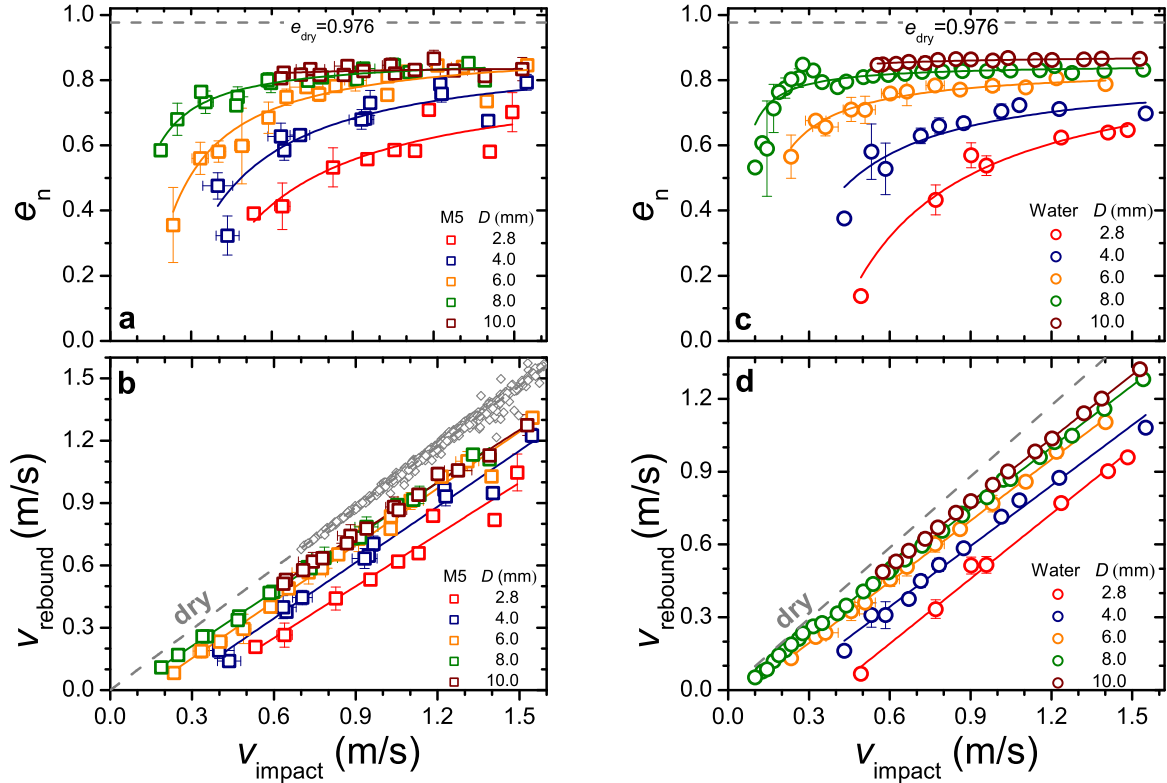 1.0
0.8
0.6
0.4
0.2
0.0
eₙ
e_dry=0.976
M5 D (mm)
2.8
4.0
6.0
8.0
10.0
a
1.0
0.8
0.6
0.4
0.2
0.0
eₙ
e_dry=0.976
Water D (mm)
2.8
4.0
6.0
8.0
10.0
c
1.5
1.2
0.9
0.6
0.3
0.0
v_rebound (m/s)
b
dry
M5 D (mm)
2.8
4.0
6.0
8.0
10.0
0.0 0.3 0.6 0.9 1.2 1.5
v_impact (m/s)
1.2
0.9
0.6
0.3
0.0
v_rebound (m/s)
d
dry
Water D (mm)
2.8
4.0
6.0
8.0
10.0
0.0 0.3 0.6 0.9 1.2 1.5
v_impact (m/s)